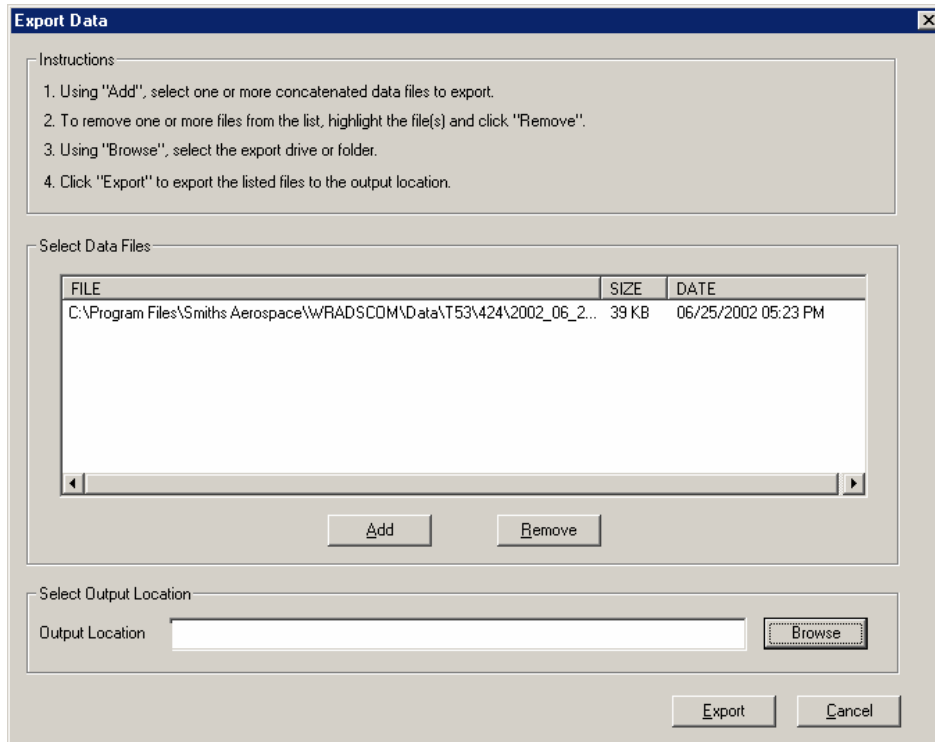 Export Data
Instructions
1. Using "Add", select one or more concatenated data files to export.
2. To remove one or more files from the list, highlight the file(s) and click "Remove".
3. Using "Browse", select the export drive or folder.
4. Click "Export" to export the listed files to the output location.
Select Data Files
FILE SIZE DATE
C:\Program Files\Smiths Aerospace\WRADSCOM\Data\T53\424\2002_06_2... 39 KB 06/25/2002 05:23 PM
Add Remove
Select Output Location
Output Location Browse
Export Cancel